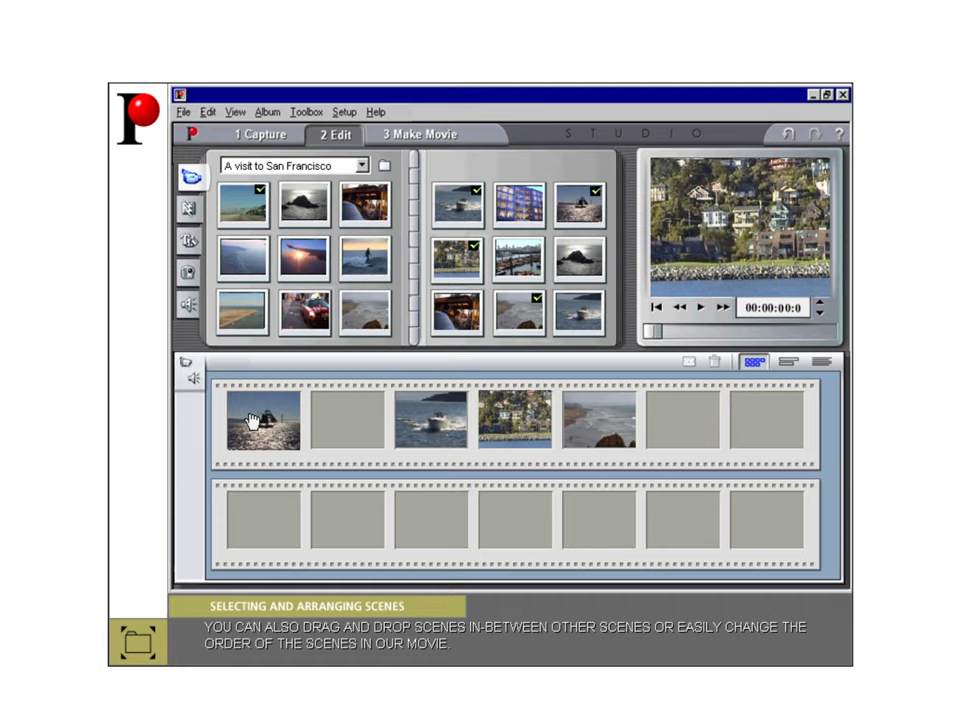 File Edit View Album Toolbox Setup Help
1 Capture 2 Edit 3 Make Movie STUDIO ?
A visit to San Francisco
00:00:00:0
SELECTING AND ARRANGING SCENES
YOU CAN ALSO DRAG AND DROP SCENES IN-BETWEEN OTHER SCENES OR EASILY CHANGE THE
ORDER OF THE SCENES IN OUR MOVIE.